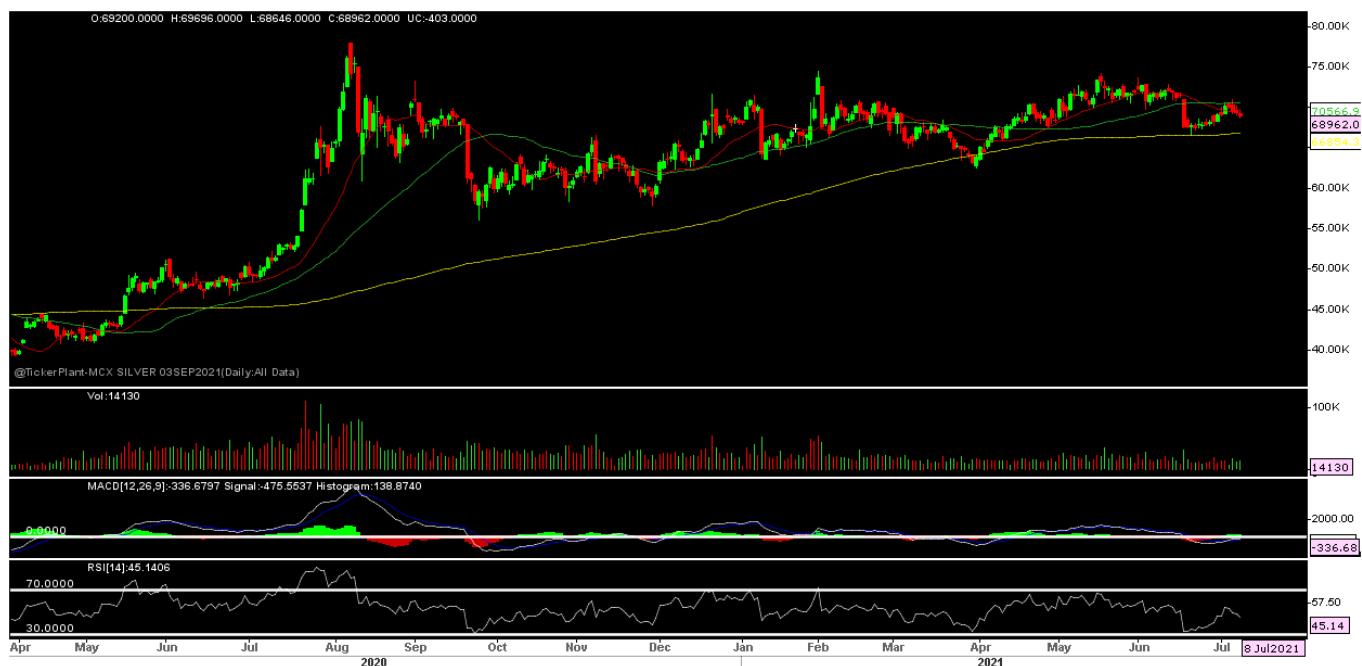 O:69200.0000 H:69696.0000 L:68646.0000 C:68962.0000 UC:-403.0000
80.00K
75.00K
70566.9
68962.0
66854.3
60.00K
55.00K
50.00K
45.00K
40.00K
@TickerPlant-MCX SILVER 03SEP2021(Daily:All Data)
Vol:14130
100K
14130
MACD[12,26,9]:-336.6797 Signal:-475.5537 Histogram:138.8740
2000.00
0.0000
-336.68
RSI[14]:45.1406
70.0000
57.50
45.14
30.0000
Apr May Jun Jul Aug Sep Oct Nov Dec Jan Feb Mar Apr May Jun Jul 8 Jul2021
2020 2021